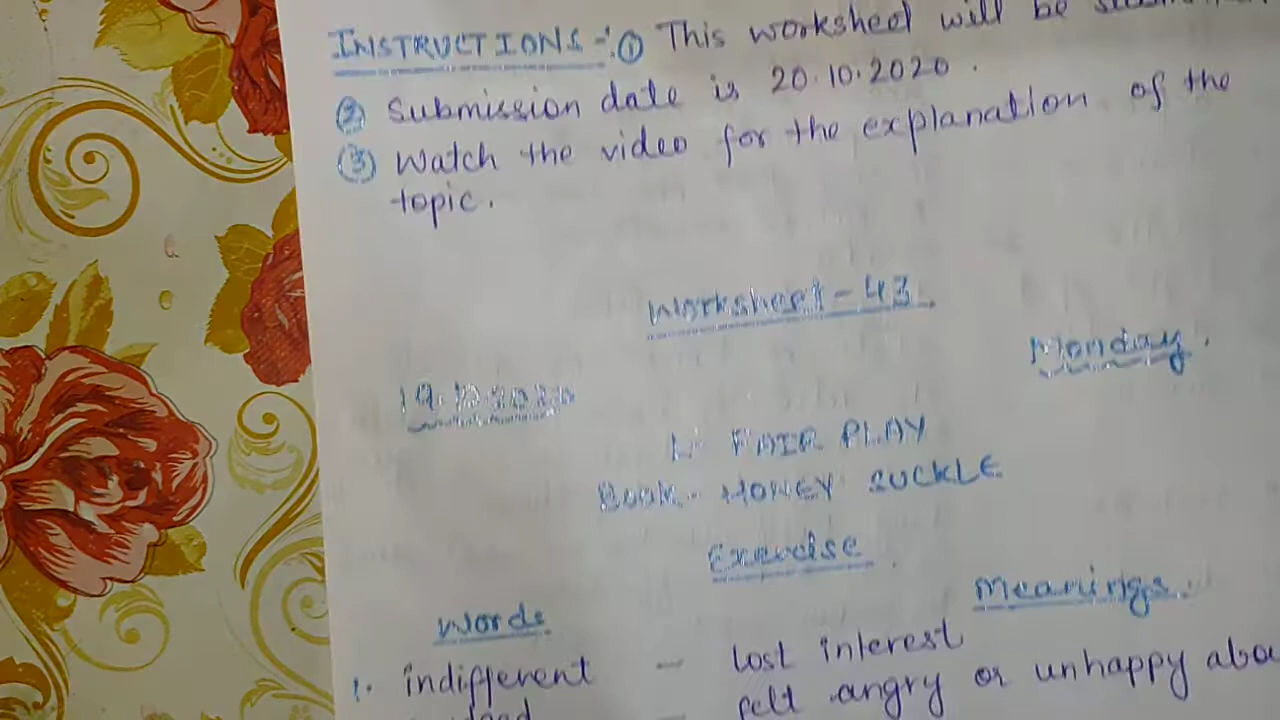 INSTRUCTIONS -: ① This worksheet will be
② Submission date is 20.10.2020.
③ Watch the video for the explanation of the
topic.
Worksheet - 43.
Monday.
19.10.2020
L: FAIR PLAY
BOOK - HONEY SUCKLE
Exercise
Words Meanings.
1. indifferent - lost interest
- felt angry or unhappy